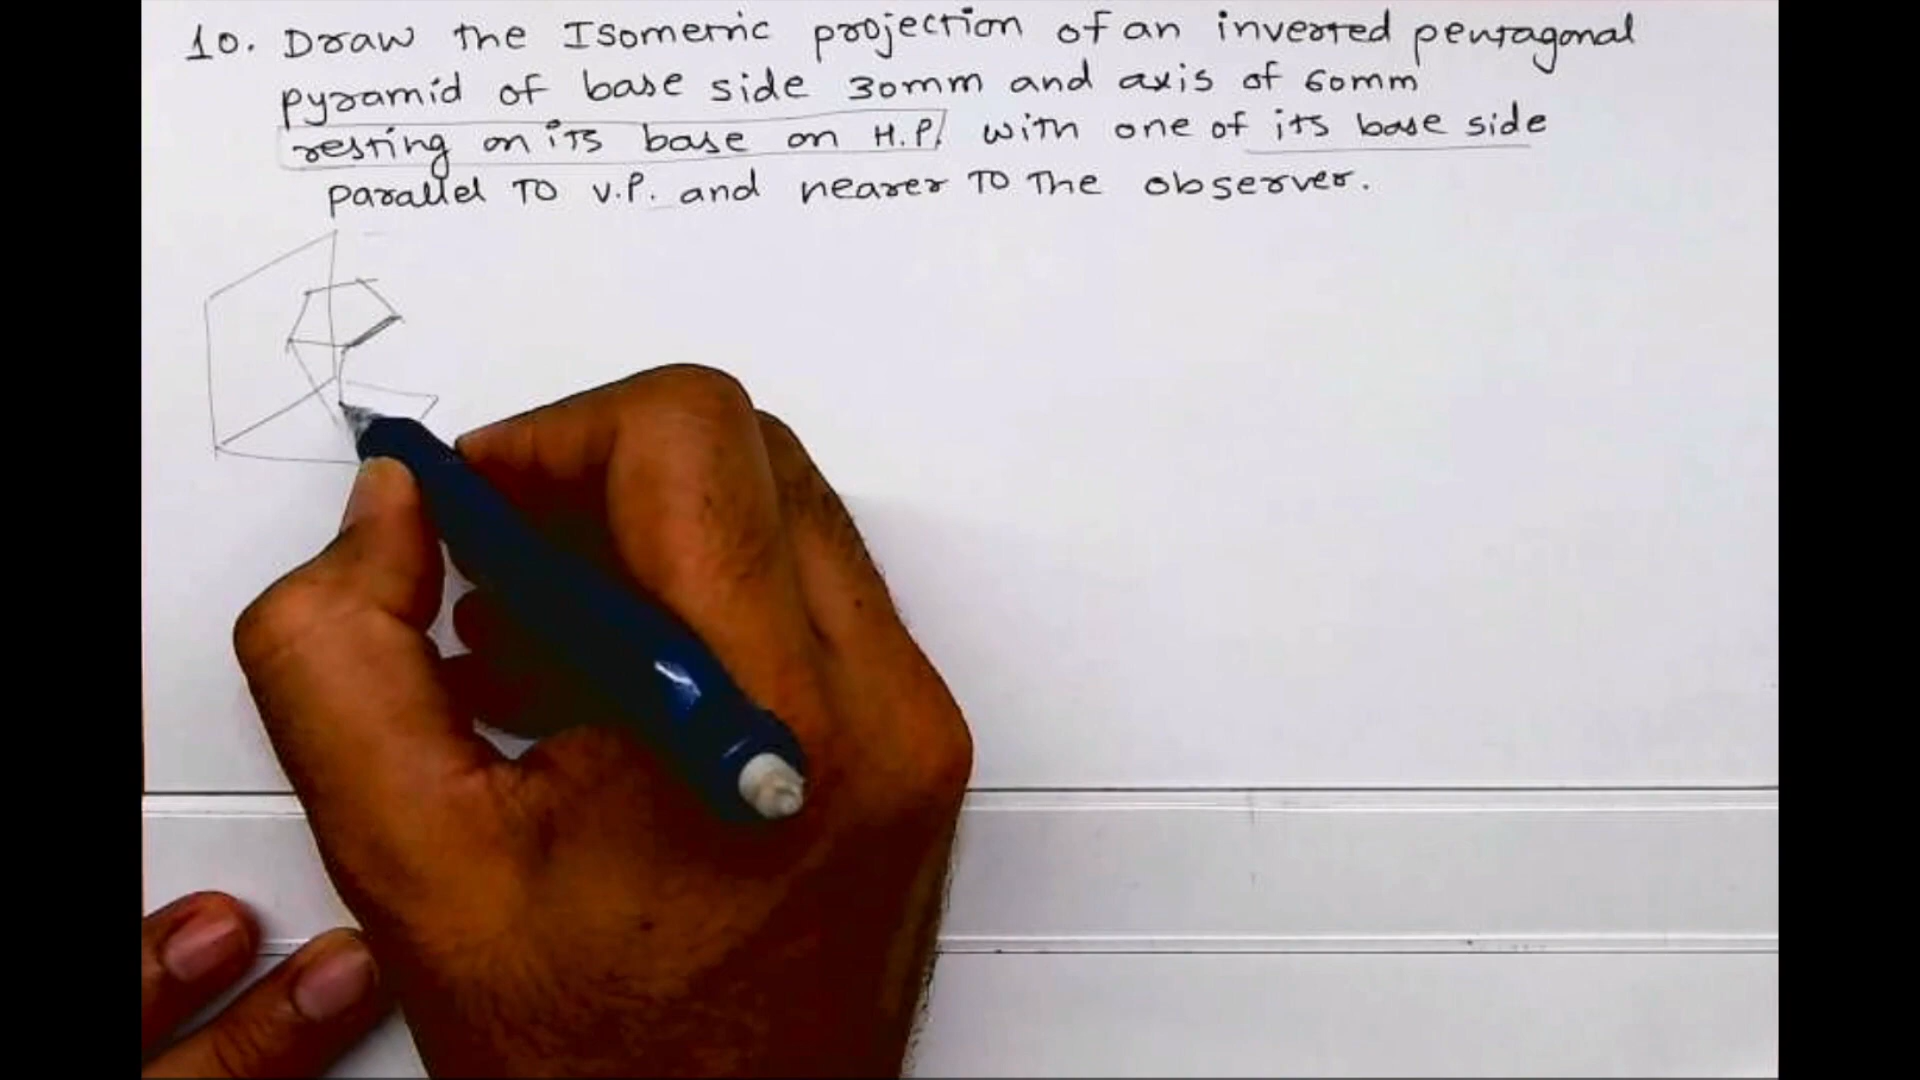 10. Draw the Isometric projection of an inverted pentagonal
pyramid of base side 30mm and axis of 60mm
resting on its base on H.P. with one of its base side
parallel TO V.P. and nearer TO The observer.